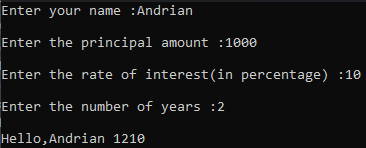 Enter your name :Andrian
Enter the principal amount :1000
Enter the rate of interest(in percentage) :10
Enter the number of years :2
Hello,Andrian 1210